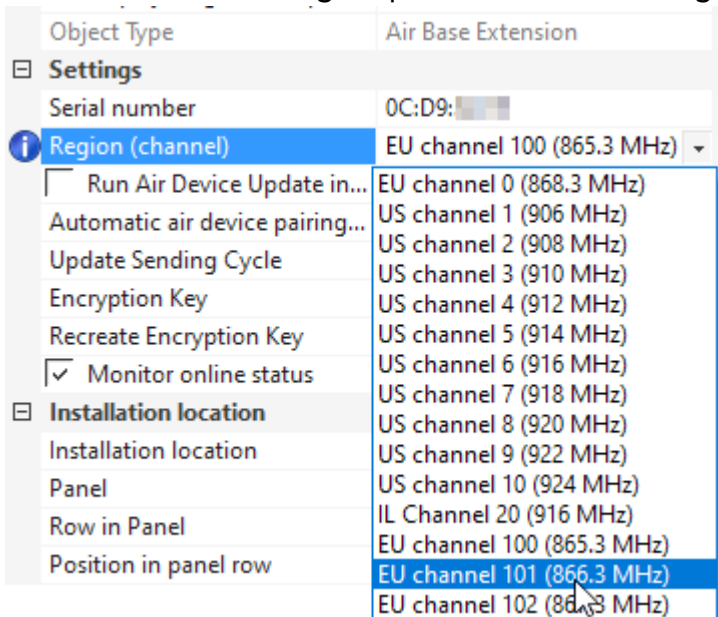 Object Type Air Base Extension
Settings
Serial number 0C:D9:
Region (channel) EU channel 100 (865.3 MHz)
Run Air Device Update in...
Automatic air device pairing...
Update Sending Cycle
Encryption Key
Recreate Encryption Key
Monitor online status
Installation location
Installation location
Panel
Row in Panel
Position in panel row
EU channel 0 (868.3 MHz)
US channel 1 (906 MHz)
US channel 2 (908 MHz)
US channel 3 (910 MHz)
US channel 4 (912 MHz)
US channel 5 (914 MHz)
US channel 6 (916 MHz)
US channel 7 (918 MHz)
US channel 8 (920 MHz)
US channel 9 (922 MHz)
US channel 10 (924 MHz)
IL Channel 20 (916 MHz)
EU channel 100 (865.3 MHz)
EU channel 101 (866.3 MHz)
EU channel 102 MHz)